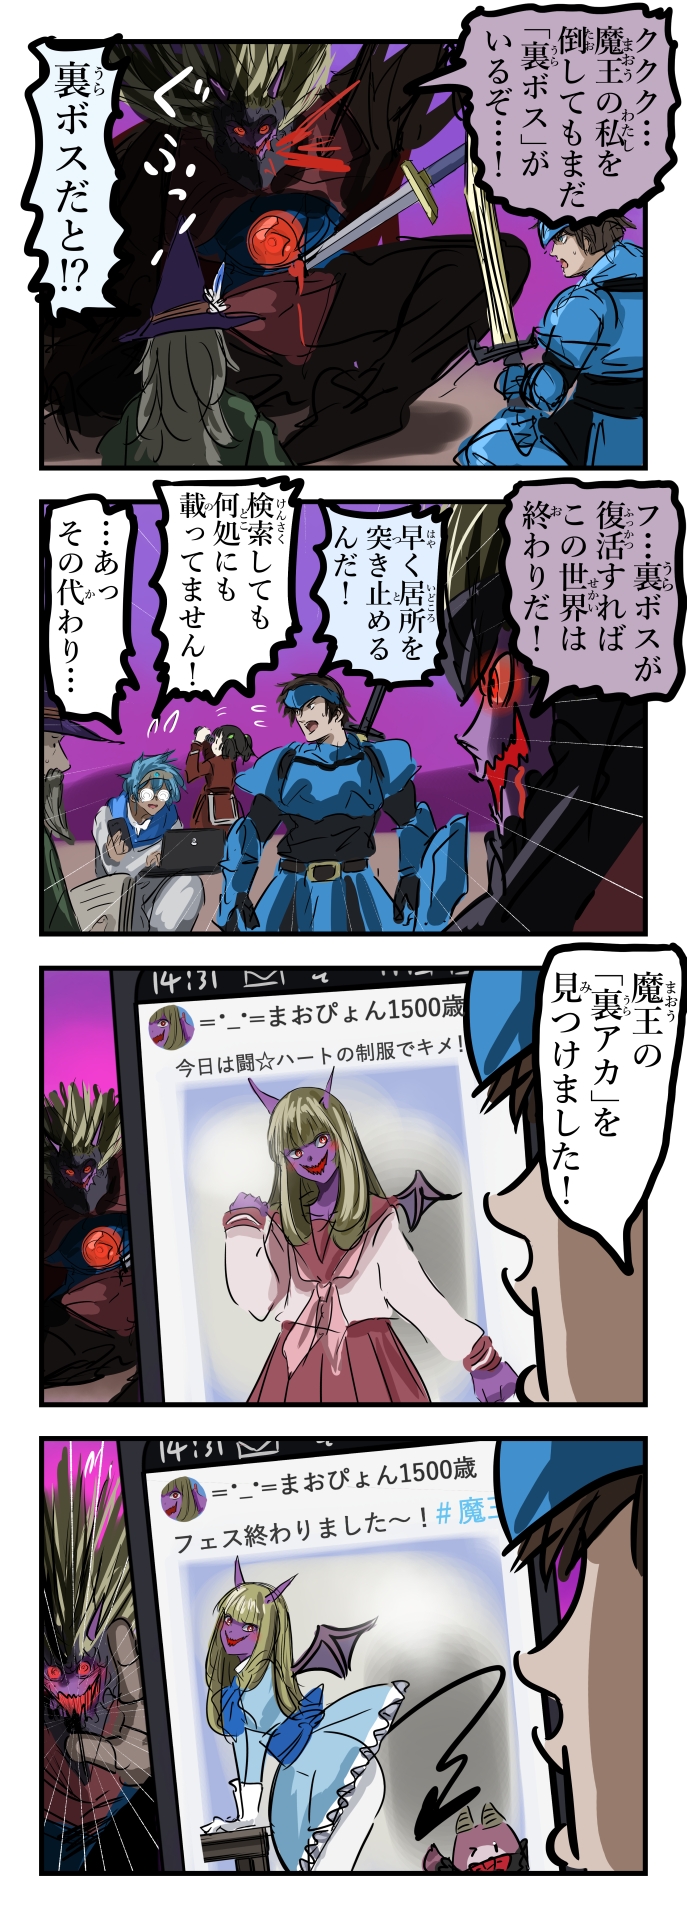 ククク…
魔王の私を
倒してもまだ
「裏ボス」が
いるぞ…!
ぐふっ
裏ボスだと!?
フ…裏ボスが
復活すれば
この世界は
終わりだ!
早く居所を
突き止める
んだ!
検索しても
何処にも
載ってません!
…あっ
その代わり…
魔王の
「裏アカ」を
見つけました!
14:31
=･_･=まおぴょん1500歳
今日は闘☆ハートの制服でキメ!
14:31
=･_･=まおぴょん1500歳
フェス終わりました〜!#魔王